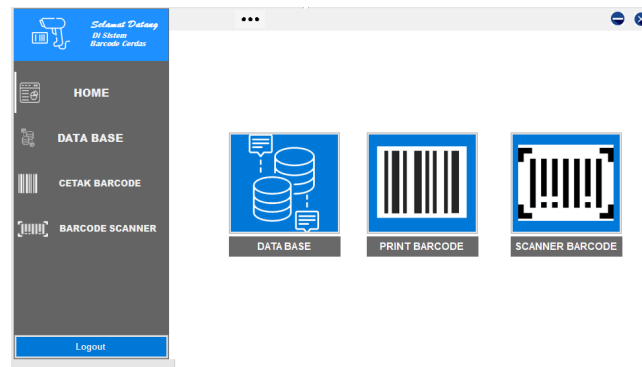 Selamat Datang
DI Sistem
Barcode Cerdas
HOME
DATA BASE
CETAK BARCODE
BARCODE SCANNER
Logout
DATA BASE
PRINT BARCODE
SCANNER BARCODE